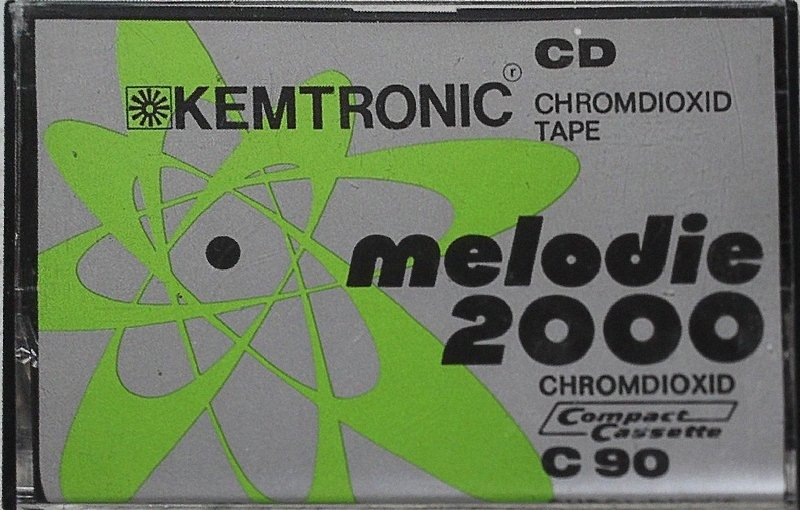 KEMTRONIC ®
CD
CHROMDIOXID
TAPE
melodie
2000
CHROMDIOXID
Compact
Cassette
C 90